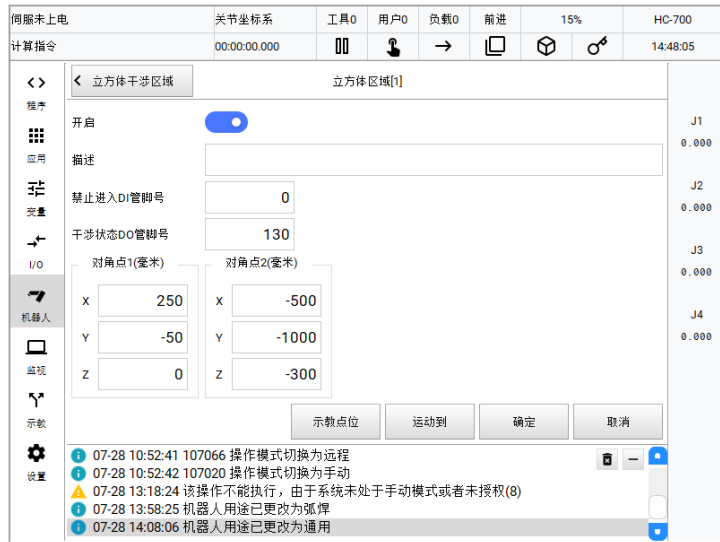 伺服未上电 关节坐标系 工具0 用户0 负载0 前进 15% HC-700
计算指令 00:00:00.000 14:48:05
程序
应用
变量
I/O
机器人
监视
示教
设置
立方体干涉区域 立方体区域[1]
开启
描述
禁止进入DI管脚号 0
干涉状态DO管脚号 130
对角点1(毫米) 对角点2(毫米)
X 250 X -500
Y -50 Y -1000
Z 0 Z -300
示教点位 运动到 确定 取消
07-28 10:52:41 107066 操作模式切换为远程
07-28 10:52:42 107020 操作模式切换为手动
07-28 13:18:24 该操作不能执行，由于系统未处于手动模式或者未授权(8)
07-28 13:58:25 机器人用途已更改为弧焊
07-28 14:08:06 机器人用途已更改为通用
J1
0.000
J2
0.000
J3
0.000
J4
0.000